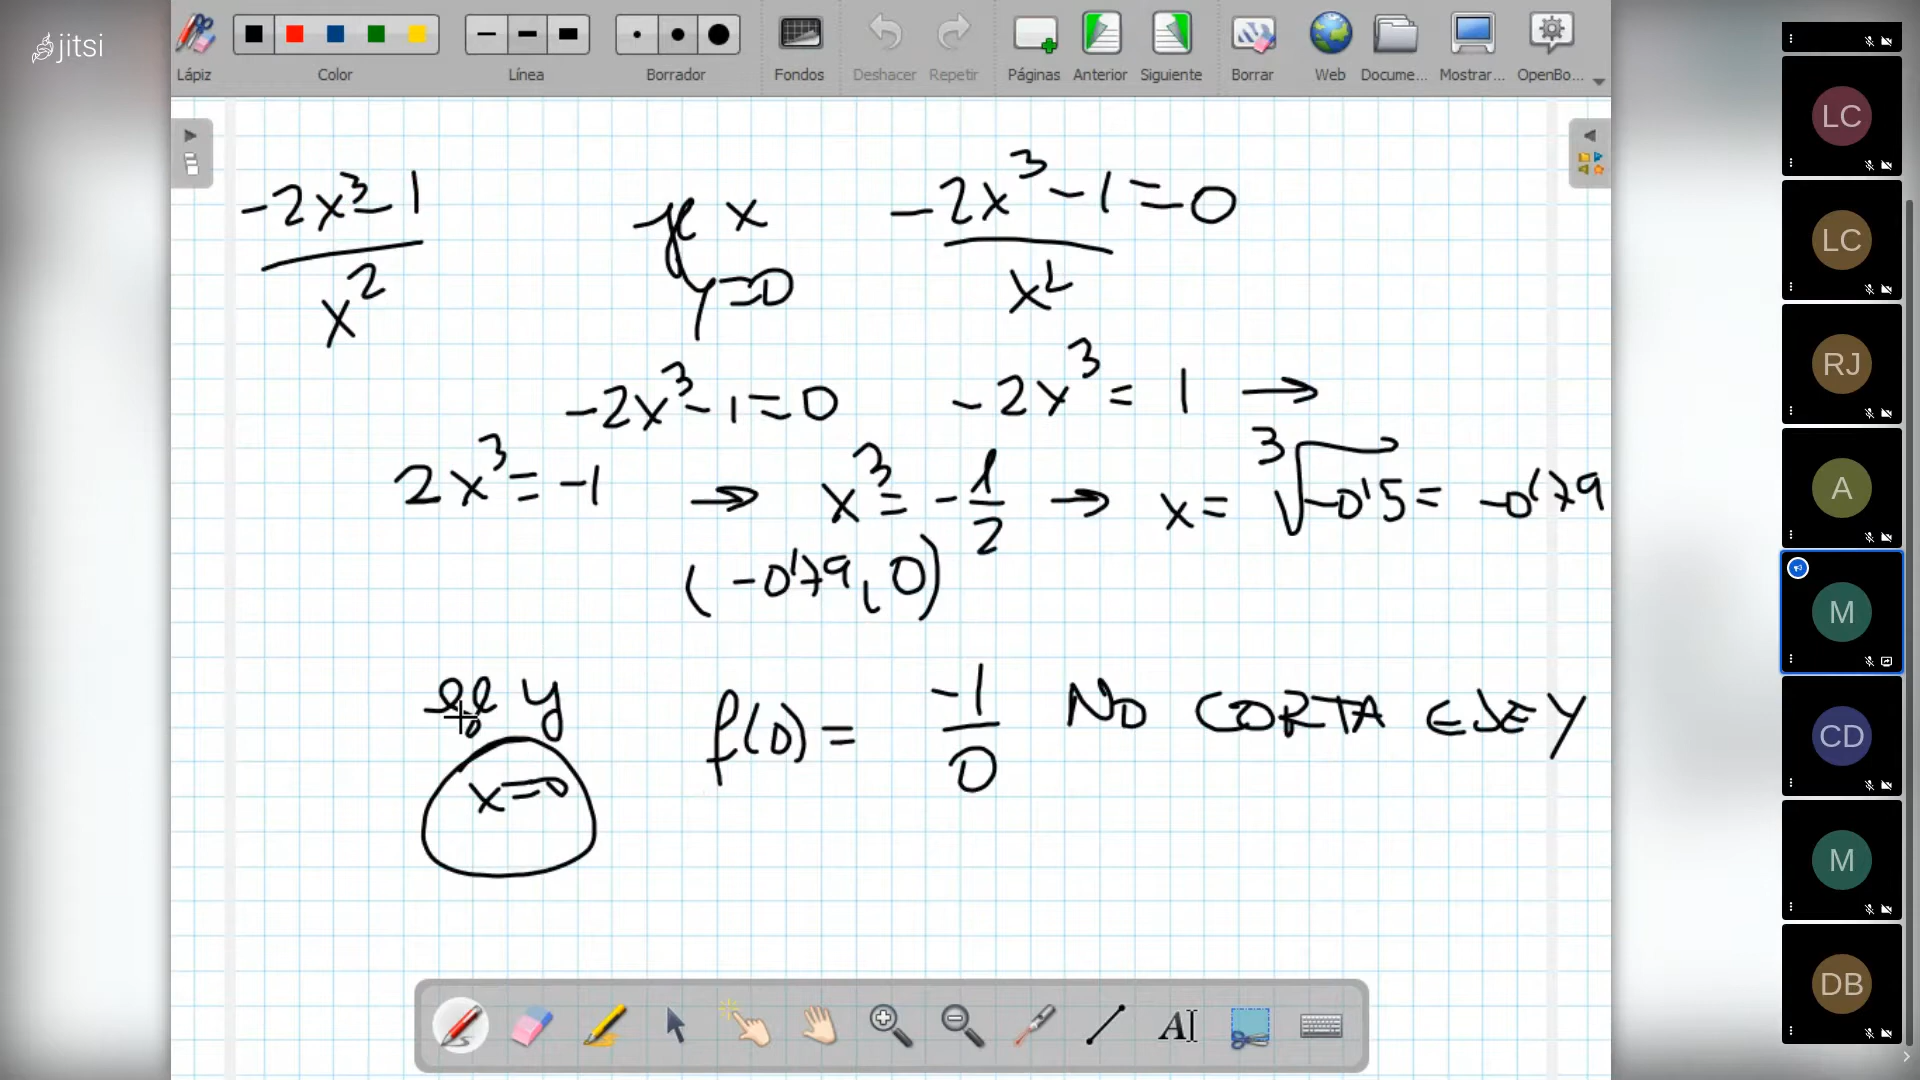 jitsi
Lápiz Color Línea Borrador Fondos Deshacer Repetir Páginas Anterior Siguiente Borrar Web Docume... Mostrar... OpenBo...
-2x³-1 / x²
x
y=0
-2x³-1 / x² =0
-2x³-1=0 -2x³= 1 →
2x³= -1 → x³= -1/2 → x= ³√-0'5= -0'79
(-0'79, 0)
y f(0)= -1/0 NO CORTA EJE Y
x=0
LC
LC
RJ
A
M
CD
M
DB
AI